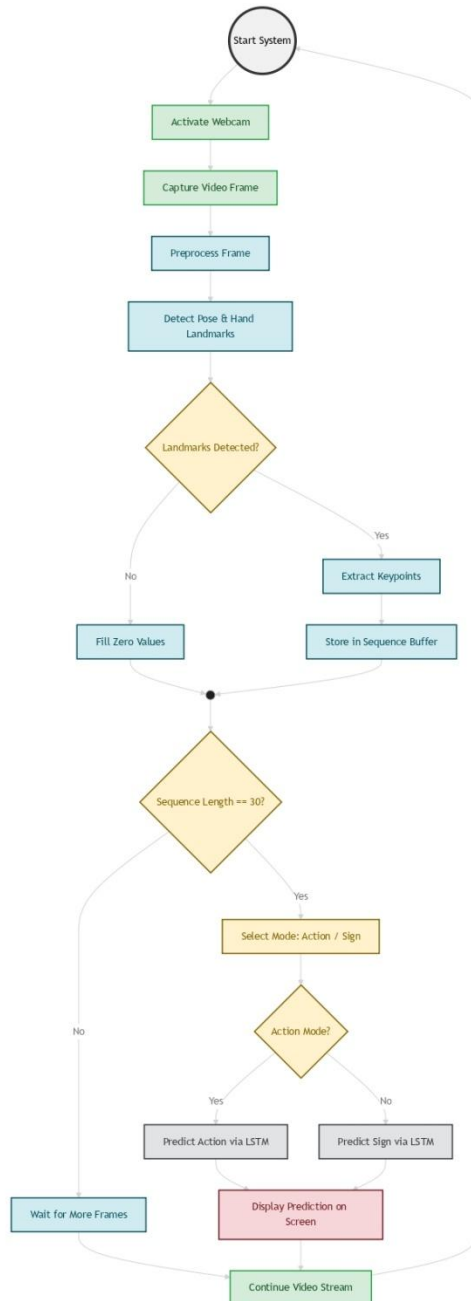 Start System
Activate Webcam
Capture Video Frame
Preprocess Frame
Detect Pose & Hand
Landmarks
Landmarks Detected?
Yes
No
Extract Keypoints
Fill Zero Values
Store in Sequence Buffer
Sequence Length == 30?
Yes
Select Mode: Action / Sign
No
Action Mode?
Yes
No
Predict Action via LSTM
Predict Sign via LSTM
Wait for More Frames
Display Prediction on
Screen
Continue Video Stream